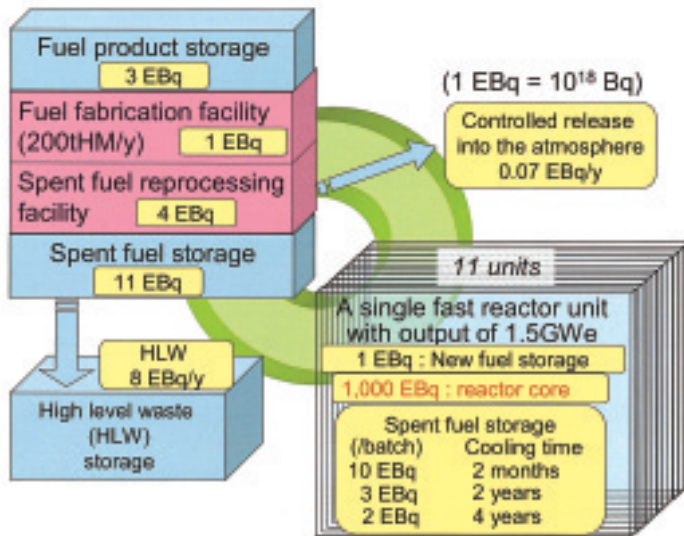 Fuel product storage
3 EBq
Fuel fabrication facility
(200tHM/y) 1 EBq
Spent fuel reprocessing
facility 4 EBq
Spent fuel storage
11 EBq
HLW
8 EBq/y
High level waste
(HLW)
storage
(1 EBq = 10¹⁸ Bq)
Controlled release
into the atmosphere
0.07 EBq/y
11 units
A single fast reactor unit
with output of 1.5GWe
1 EBq : New fuel storage
1,000 EBq : reactor core
Spent fuel storage
(/batch) Cooling time
10 EBq 2 months
3 EBq 2 years
2 EBq 4 years